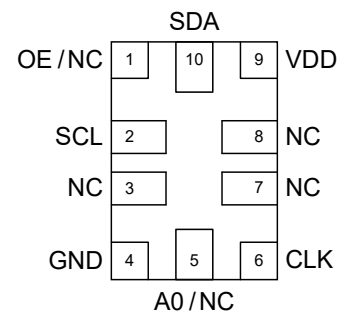 SDA
OE/NC 1 10 9 VDD
SCL 2 8 NC
NC 3 7 NC
GND 4 5 6 CLK
A0/NC